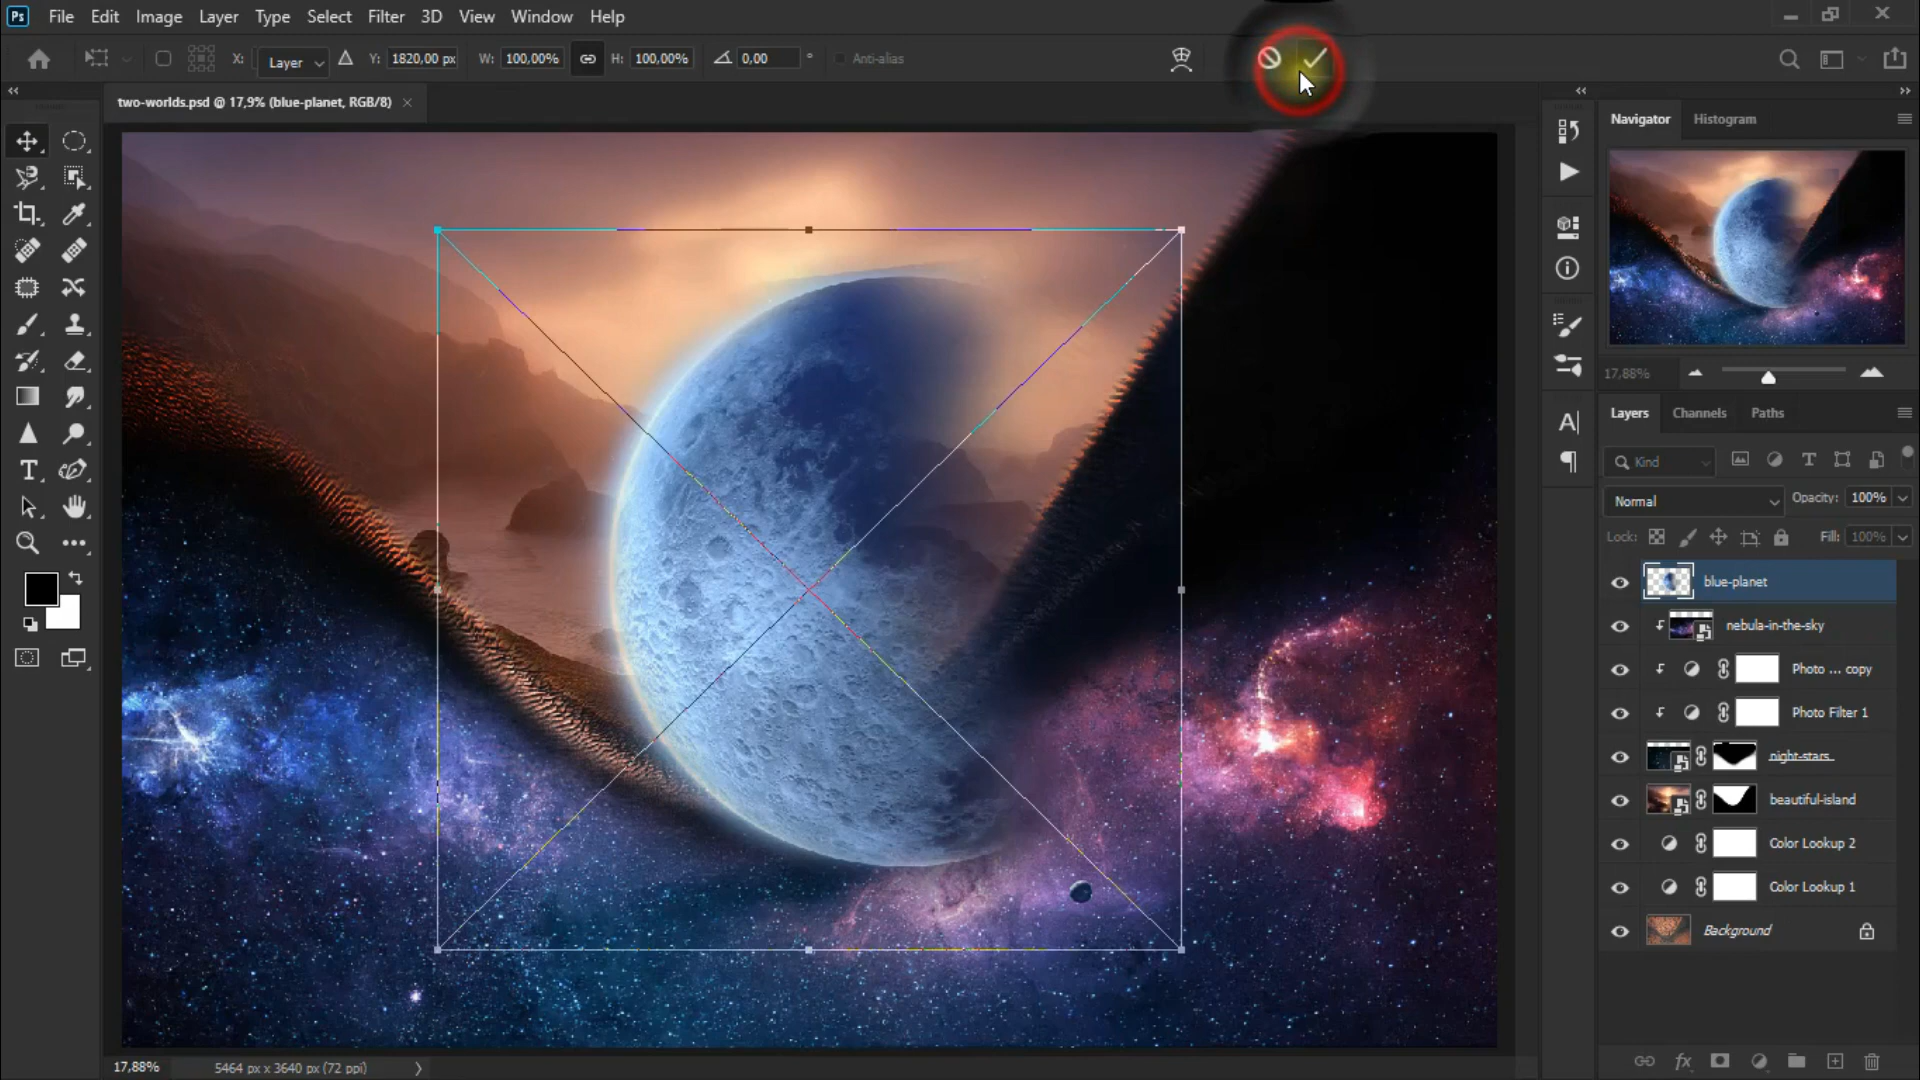 Ps File Edit Image Layer Type Select Filter 3D View Window Help
X: Layer Y: 1820,00 px W: 100,00% H: 100,00% 0,00 ° Anti-alias
two-worlds.psd @ 17,9% (blue-planet, RGB/8) ×
Navigator Histogram
17,88%
Layers Channels Paths
Kind
Normal Opacity: 100%
Lock: Fill: 100%
blue-planet
nebula-in-the-sky
Photo ... copy
Photo Filter 1
night-stars
beautiful-island
Color Lookup 2
Color Lookup 1
Background
17,88% 5464 px x 3640 px (72 ppi)